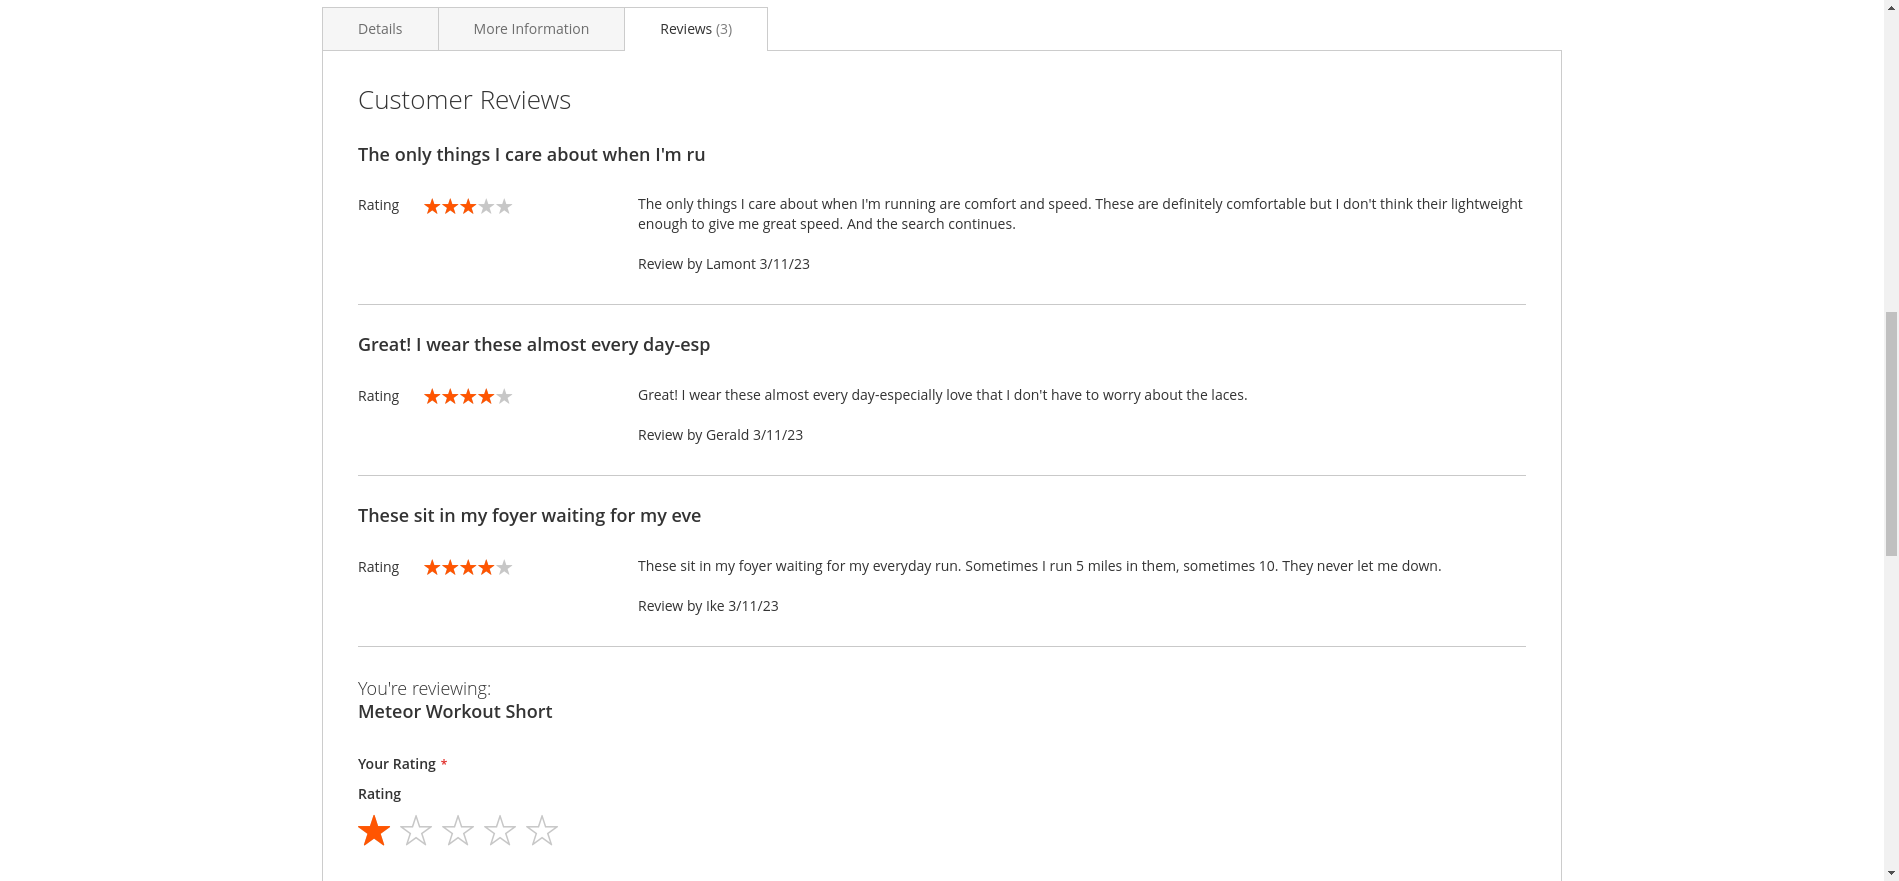 Details
More Information
Reviews (3)
Customer Reviews
The only things I care about when I'm ru
Rating
The only things I care about when I'm running are comfort and speed. These are definitely comfortable but I don't think their lightweight
enough to give me great speed. And the search continues.
Review by Lamont 3/11/23
Great! I wear these almost every day-esp
Rating
Great! I wear these almost every day-especially love that I don't have to worry about the laces.
Review by Gerald 3/11/23
These sit in my foyer waiting for my eve
Rating
These sit in my foyer waiting for my everyday run. Sometimes I run 5 miles in them, sometimes 10. They never let me down.
Review by Ike 3/11/23
You're reviewing:
Meteor Workout Short
Your Rating *
Rating